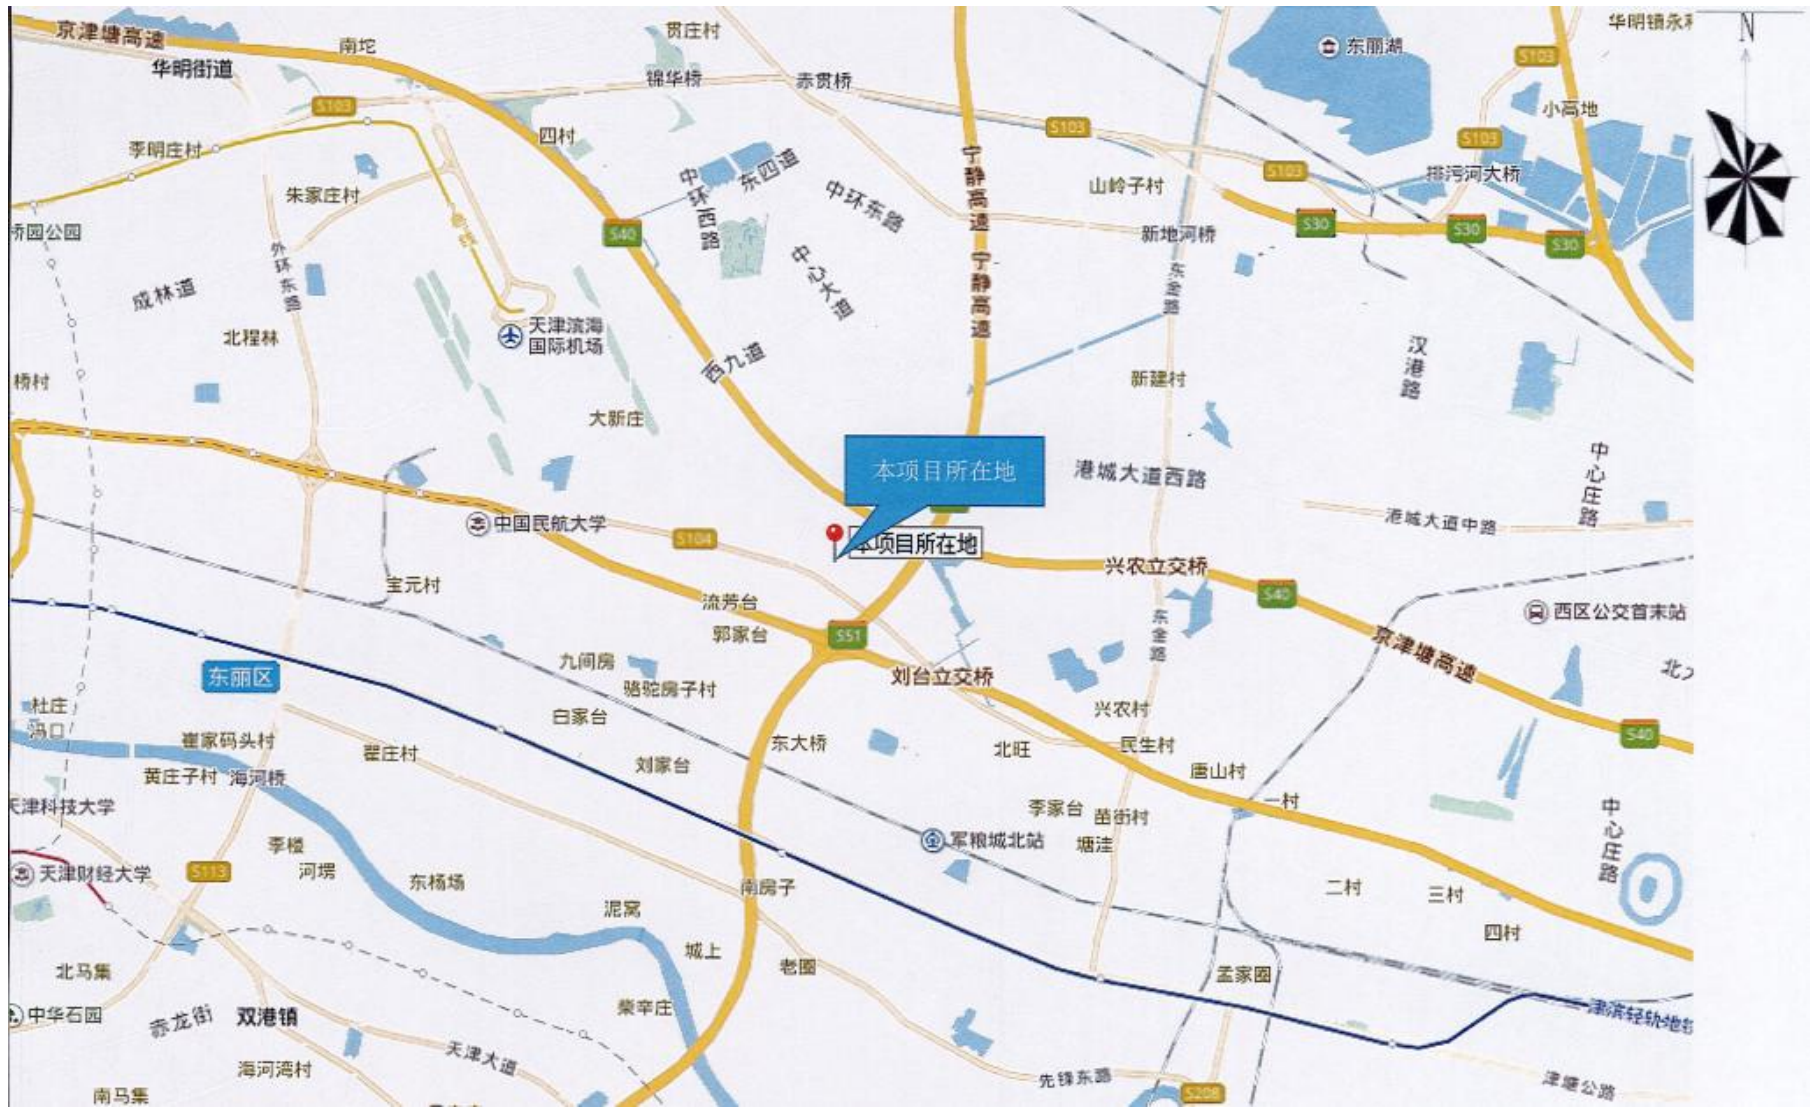 京津塘高速
南坨
贯庄村
东丽湖
N
华明街道
锦华桥
赤贯桥
S103
S103
小高地
S103
S103
四村
李明庄村
宁静高速
东四道
中环西路
S103
排污河大桥
朱家庄村
中环东路
山岭子村
桥园公园
S40
新地河桥
S30
S30
S30
外环东路
中心大道
宁静高速
东金路
成林道
北程林
天津滨海
国际机场
西九道
汉港路
桥村
新建村
大新庄
本项目所在地
港城大道西路
中心庄路
中国民航大学
S104
本项目所在地
港城大道中路
兴农立交桥
宝元村
流芳台
S40
西区公交首末站
郭家台
S51
东金路
京津塘高速
九间房
东丽区
骆驼房子村
刘台立交桥
杜庄
冯口
白家台
兴农村
崔家码头村
翟庄村
东大桥
北旺
民生村
S40
黄庄子村
海河桥
刘家台
唐山村
天津科技大学
李家台
苗街村
一村
中心庄路
李楼
军粮城北站
塘洼
天津财经大学
S113
河堼
东杨场
南房子
二村
三村
泥窝
四村
城上
老圈
北马集
孟家圈
柴辛庄
中华石园
赤龙街
双港镇
津滨轻轨地铁
天津大道
海河湾村
先锋东路
津塘公路
南马集
S208